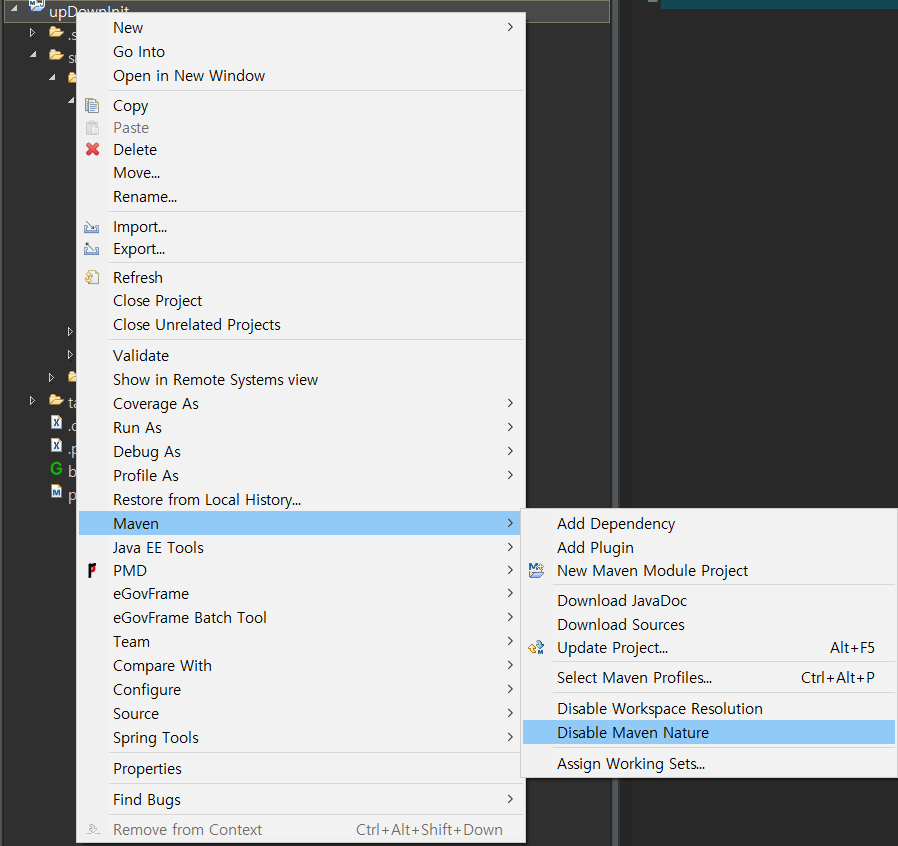 upDownInit
New
Go Into
Open in New Window
Copy
Paste
Delete
Move...
Rename...
Import...
Export...
Refresh
Close Project
Close Unrelated Projects
Validate
Show in Remote Systems view
Coverage As
Run As
Debug As
Profile As
Restore from Local History...
Maven
Java EE Tools
PMD
eGovFrame
eGovFrame Batch Tool
Team
Compare With
Configure
Source
Spring Tools
Properties
Find Bugs
Remove from Context Ctrl+Alt+Shift+Down
Add Dependency
Add Plugin
New Maven Module Project
Download JavaDoc
Download Sources
Update Project... Alt+F5
Select Maven Profiles... Ctrl+Alt+P
Disable Workspace Resolution
Disable Maven Nature
Assign Working Sets...